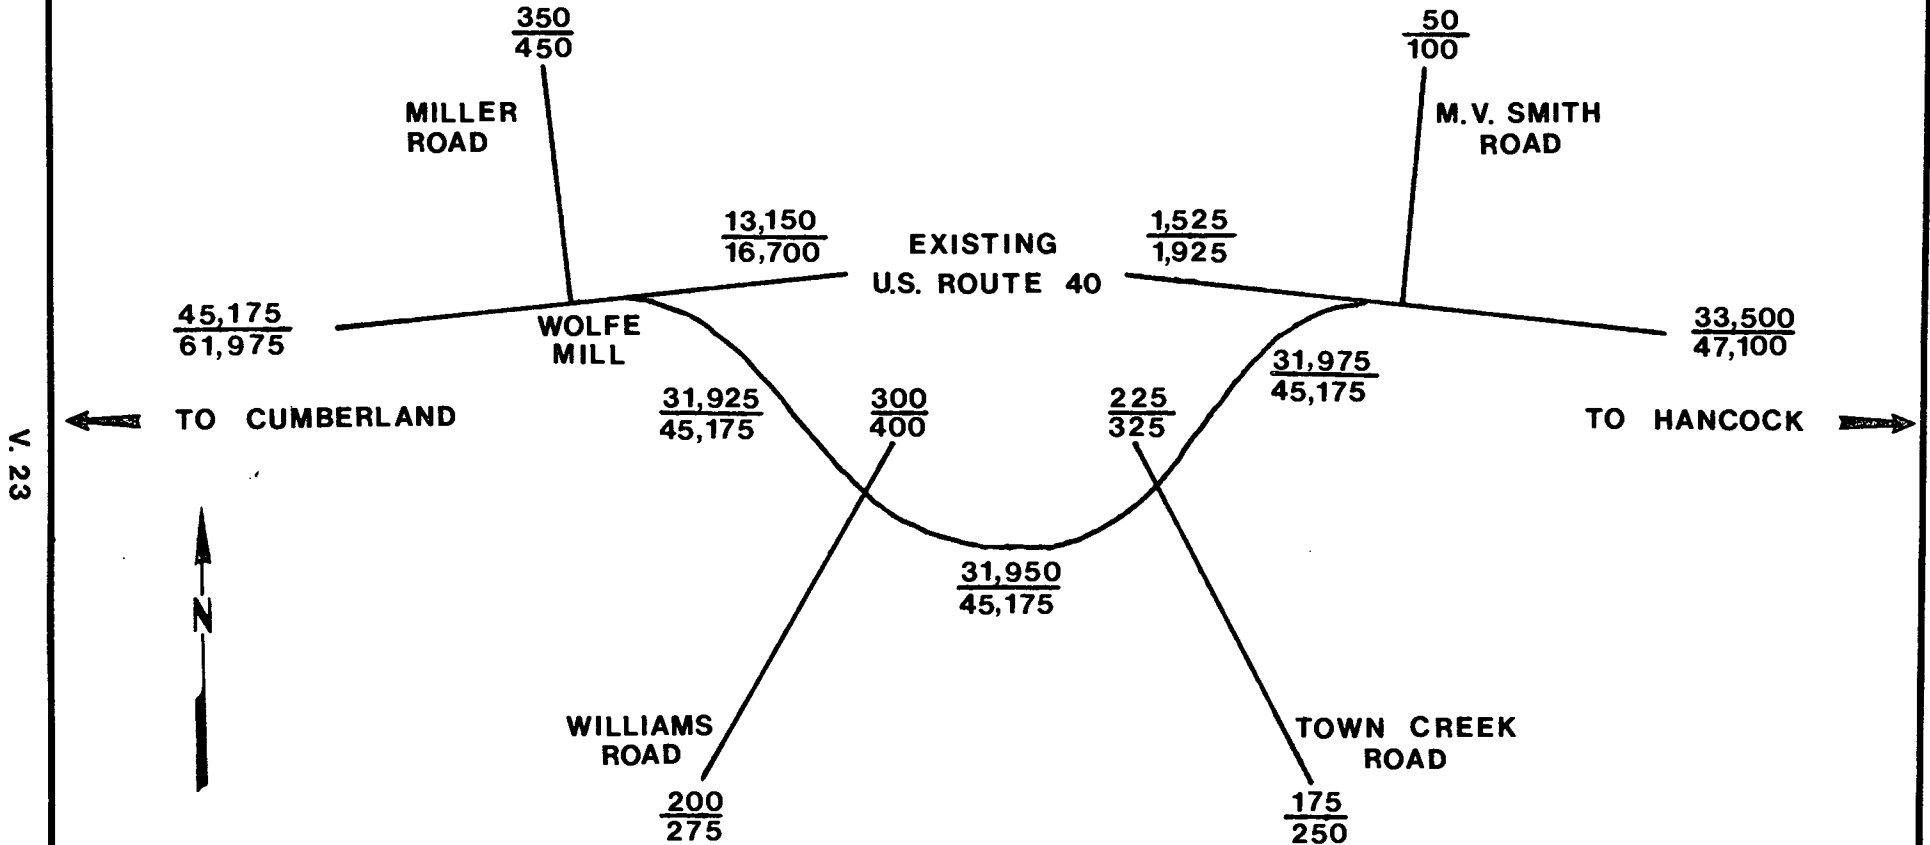 350
450
50
100
MILLER
ROAD
M.V. SMITH
ROAD
13,150
16,700
EXISTING
U.S. ROUTE 40
1,525
1,925
45,175
61,975
WOLFE
MILL
33,500
47,100
31,975
45,175
31,925
45,175
300
400
225
325
TO CUMBERLAND
TO HANCOCK
V. 23
N
31,950
45,175
WILLIAMS
ROAD
TOWN CREEK
ROAD
200
275
175
250